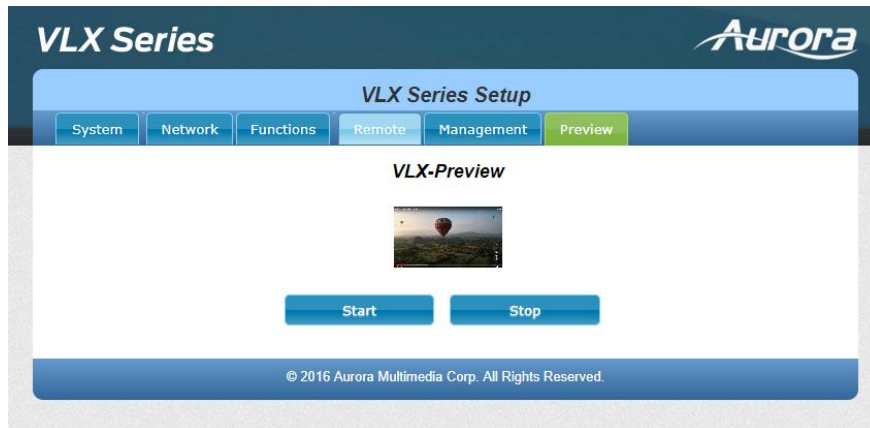 VLX Series
Aurora
VLX Series Setup
System Network Functions Remote Management Preview
VLX-Preview
Start Stop
© 2016 Aurora Multimedia Corp. All Rights Reserved.